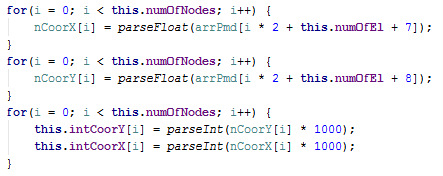 for(i = 0; i < this.numOfNodes; i++) {
nCoorX[i] = parseFloat(arrPmd[i * 2 + this.numOfEl + 7]);
}
for(i = 0; i < this.numOfNodes; i++) {
nCoorY[i] = parseFloat(arrPmd[i * 2 + this.numOfEl + 8]);
}
for(i = 0; i < this.numOfNodes; i++) {
this.intCoorY[i] = parseInt(nCoorY[i] * 1000);
this.intCoorX[i] = parseInt(nCoorX[i] * 1000);
}